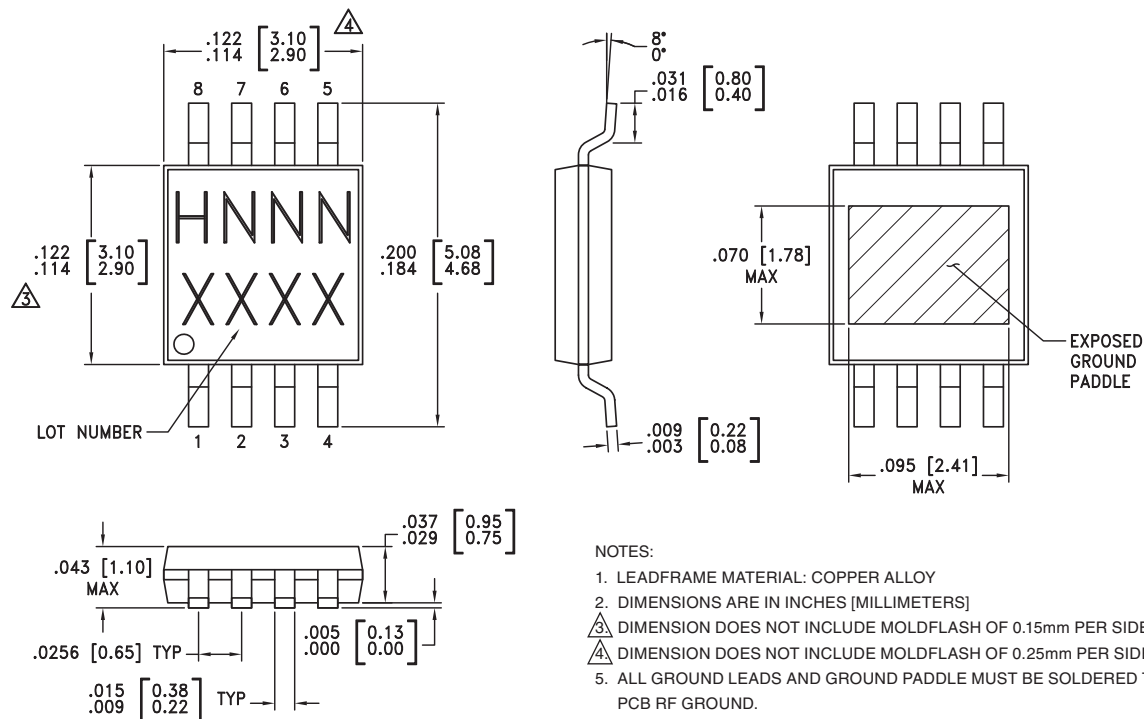 .122 [3.10]
.114 [2.90]
4
8 7 6 5
HNNN
XXXX
.122 [3.10]
.114 [2.90]
3
.200 [5.08]
.184 [4.68]
LOT NUMBER
1 2 3 4
8°
0°
.031 [0.80]
.016 [0.40]
.009 [0.22]
.003 [0.08]
.070 [1.78]
MAX
EXPOSED
GROUND
PADDLE
.095 [2.41]
MAX
.043 [1.10]
MAX
.037 [0.95]
.029 [0.75]
.005 [0.13]
.000 [0.00]
.0256 [0.65] TYP
.015 [0.38]
.009 [0.22] TYP
NOTES:
1. LEADFRAME MATERIAL: COPPER ALLOY
2. DIMENSIONS ARE IN INCHES [MILLIMETERS]
3. DIMENSION DOES NOT INCLUDE MOLDFLASH OF 0.15mm PER SIDE
4. DIMENSION DOES NOT INCLUDE MOLDFLASH OF 0.25mm PER SIDE
5. ALL GROUND LEADS AND GROUND PADDLE MUST BE SOLDERED
PCB RF GROUND.